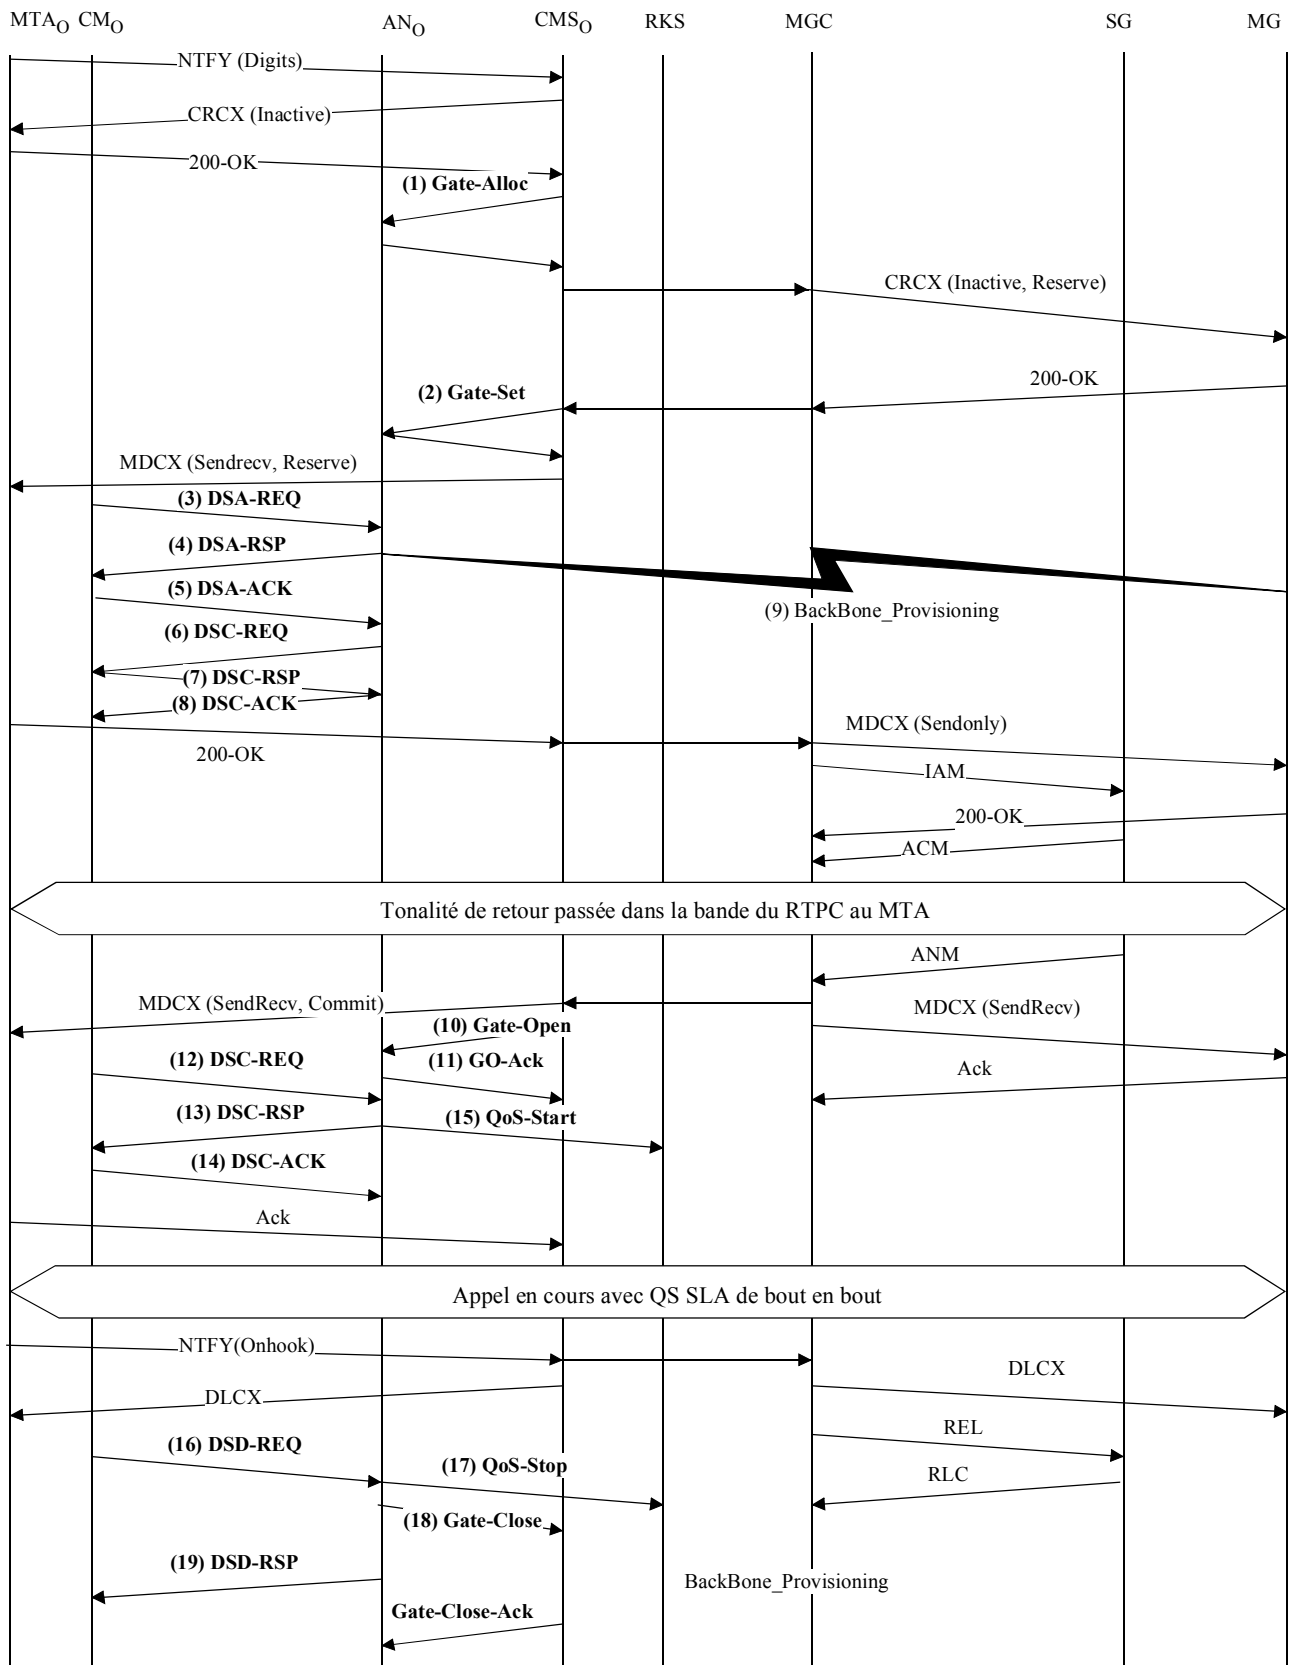 MTAO CMO ANO CMSO RKS MGC SG MG
NTFY (Digits)
CRCX (Inactive)
200-OK
(1) Gate-Alloc
CRCX (Inactive, Reserve)
200-OK
(2) Gate-Set
MDCX (Sendrecv, Reserve)
(3) DSA-REQ
(4) DSA-RSP
(5) DSA-ACK
(9) BackBone_Provisioning
(6) DSC-REQ
(7) DSC-RSP
(8) DSC-ACK
MDCX (Sendonly)
200-OK
IAM
200-OK
ACM
Tonalité de retour passée dans la bande du RTPC au MTA
ANM
MDCX (SendRecv, Commit)
MDCX (SendRecv)
(10) Gate-Open
(12) DSC-REQ
(11) GO-Ack
Ack
(13) DSC-RSP
(15) QoS-Start
(14) DSC-ACK
Ack
Appel en cours avec QS SLA de bout en bout
NTFY(Onhook)
DLCX
DLCX
REL
(16) DSD-REQ
(17) QoS-Stop
RLC
(18) Gate-Close
(19) DSD-RSP
BackBone_Provisioning
Gate-Close-Ack